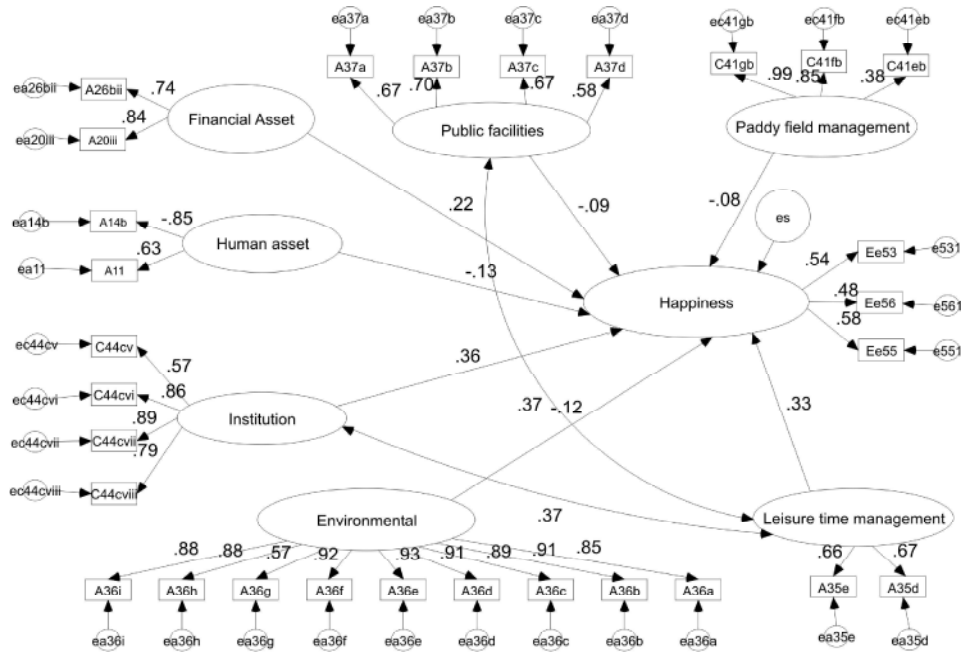 ea37a ea37b ea37c ea37d
ec41gb ec41fb ec41eb
A37a A37b A37c A37d
C41gb C41fb C41eb
.67 .70 .67 .58
.99 .85 .38
ea26bii A26bii .74
Financial Asset
ea20iii A20iii .84
Public facilities
Paddy field management
.22 -.09 -.08
es
ea14b A14b -.85
Human asset
ea11 A11 .63
-.13
Happiness
.54 Ee53 e531
.48 Ee56 e561
.58 Ee55 e551
ec44cv C44cv .57
.36
ec44cvi C44cvi .86
Institution
.37 -.12 .33
ec44cvii C44cvii .89
ec44cviii C44cviii .79
Environmental
.37
Leisure time management
.88 .88 .57 .92 .93 .91 .89 .91 .85
.66 .67
A36i A36h A36g A36f A36e A36d A36c A36b A36a
A35e A35d
ea36i ea36h ea36g ea36f ea36e ea36d ea36c ea36b ea36a
ea35e ea35d